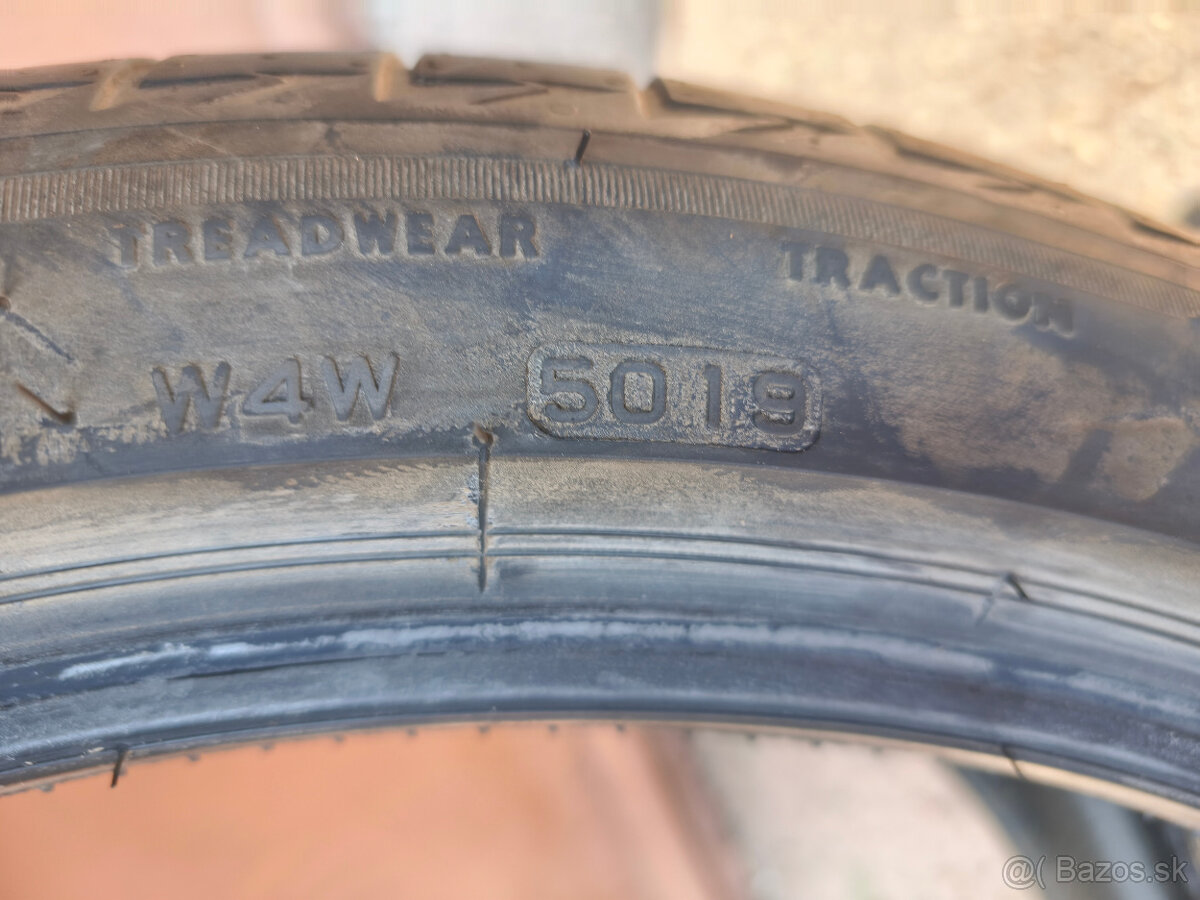 TREADWEAR TRACTION
W4W 5019
@( Bazos.sk